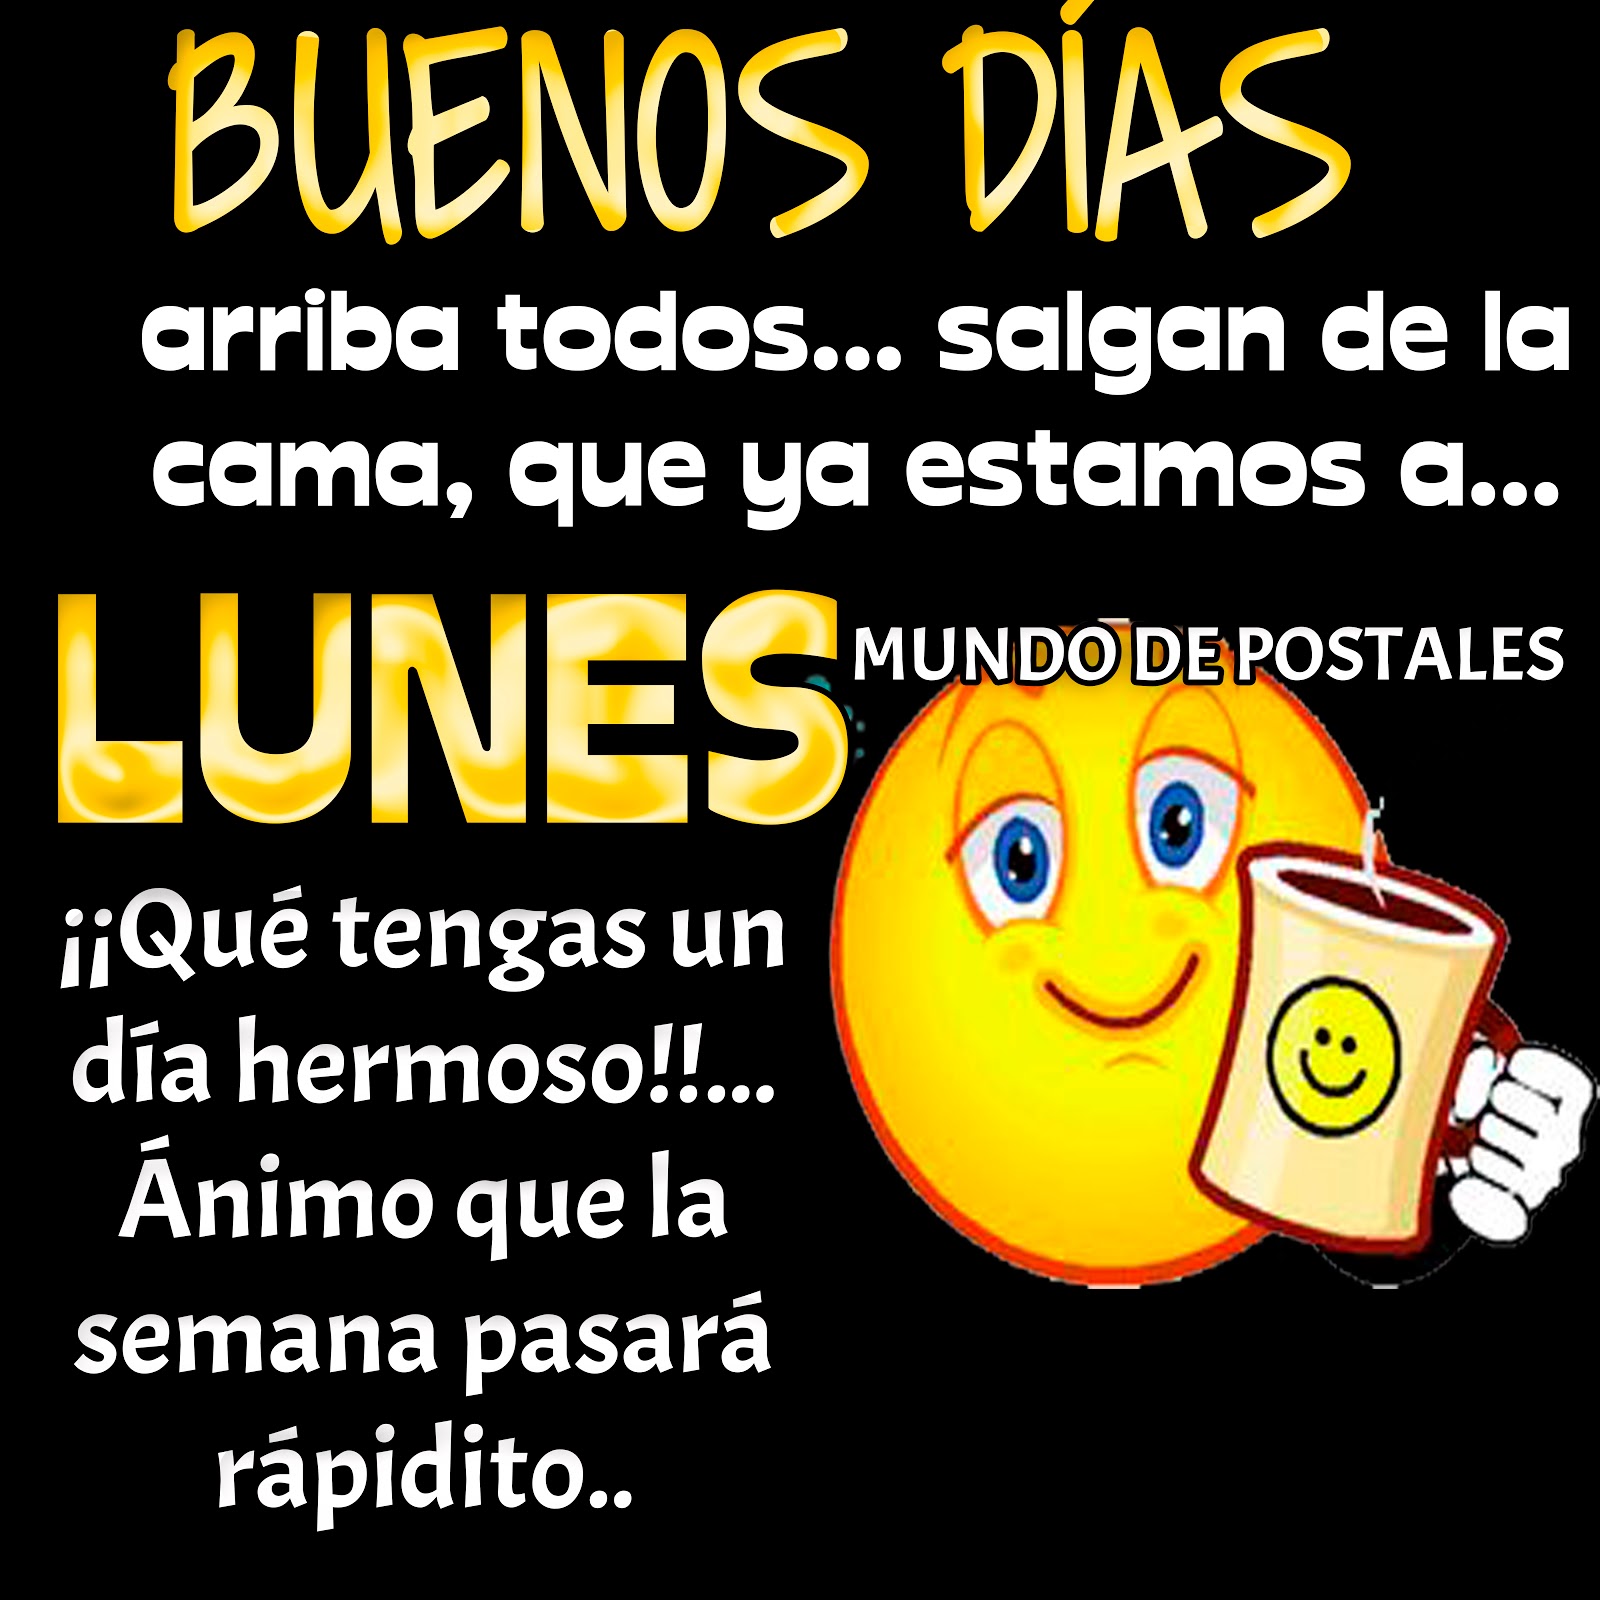 BUENOS DÍAS
arriba todos... salgan de la
cama, que ya estamos a...
LUNES
MUNDO DE POSTALES
¡¡Qué tengas un
día hermoso!!...
Ánimo que la
semana pasará
rápidito..